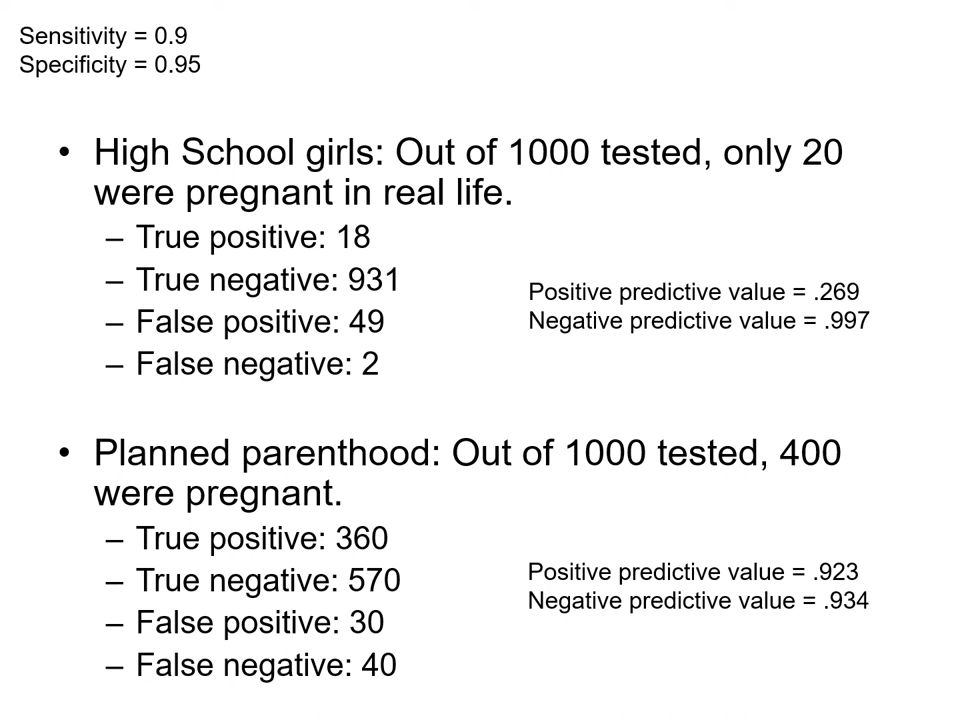 Sensitivity = 0.9
Specificity = 0.95
• High School girls: Out of 1000 tested, only 20
were pregnant in real life.
– True positive: 18
– True negative: 931
– False positive: 49
– False negative: 2
Positive predictive value = .269
Negative predictive value = .997
• Planned parenthood: Out of 1000 tested, 400
were pregnant.
– True positive: 360
– True negative: 570
– False positive: 30
– False negative: 40
Positive predictive value = .923
Negative predictive value = .934